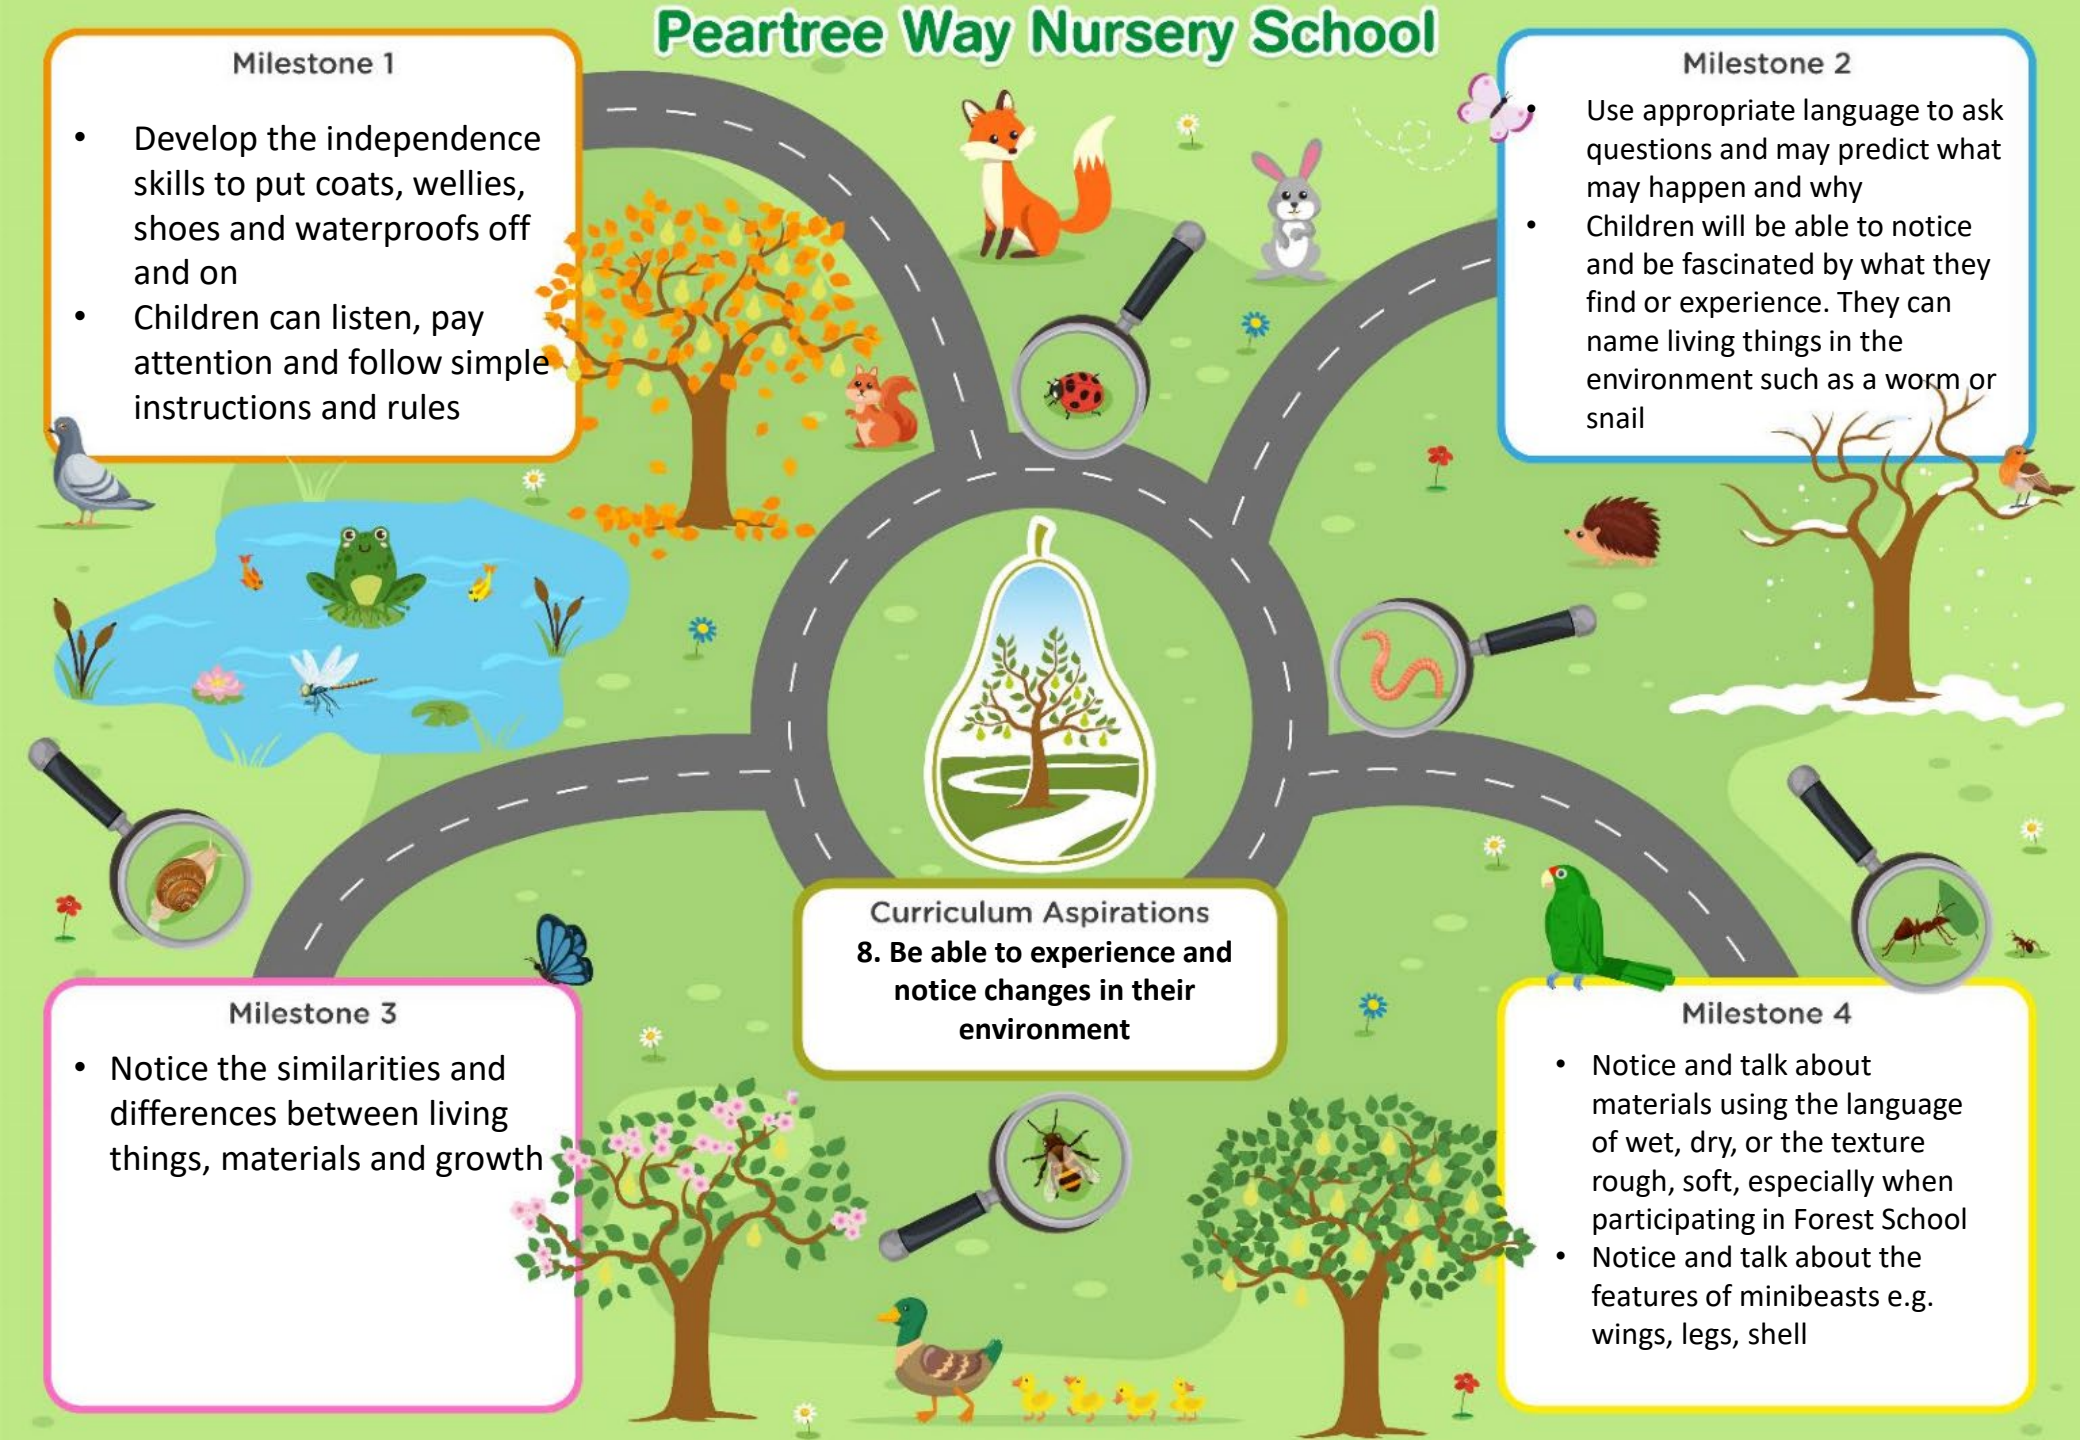 Peartree Way Nursery School
Milestone 1
• Develop the independence
skills to put coats, wellies,
shoes and waterproofs off
and on
• Children can listen, pay
attention and follow simple
instructions and rules
Milestone 2
• Use appropriate language to ask
questions and may predict what
may happen and why
• Children will be able to notice
and be fascinated by what they
find or experience. They can
name living things in the
environment such as a worm or
snail
Curriculum Aspirations
8. Be able to experience and
notice changes in their
environment
Milestone 3
• Notice the similarities and
differences between living
things, materials and growth
Milestone 4
• Notice and talk about
materials using the language
of wet, dry, or the texture
rough, soft, especially when
participating in Forest School
• Notice and talk about the
features of minibeasts e.g.
wings, legs, shell